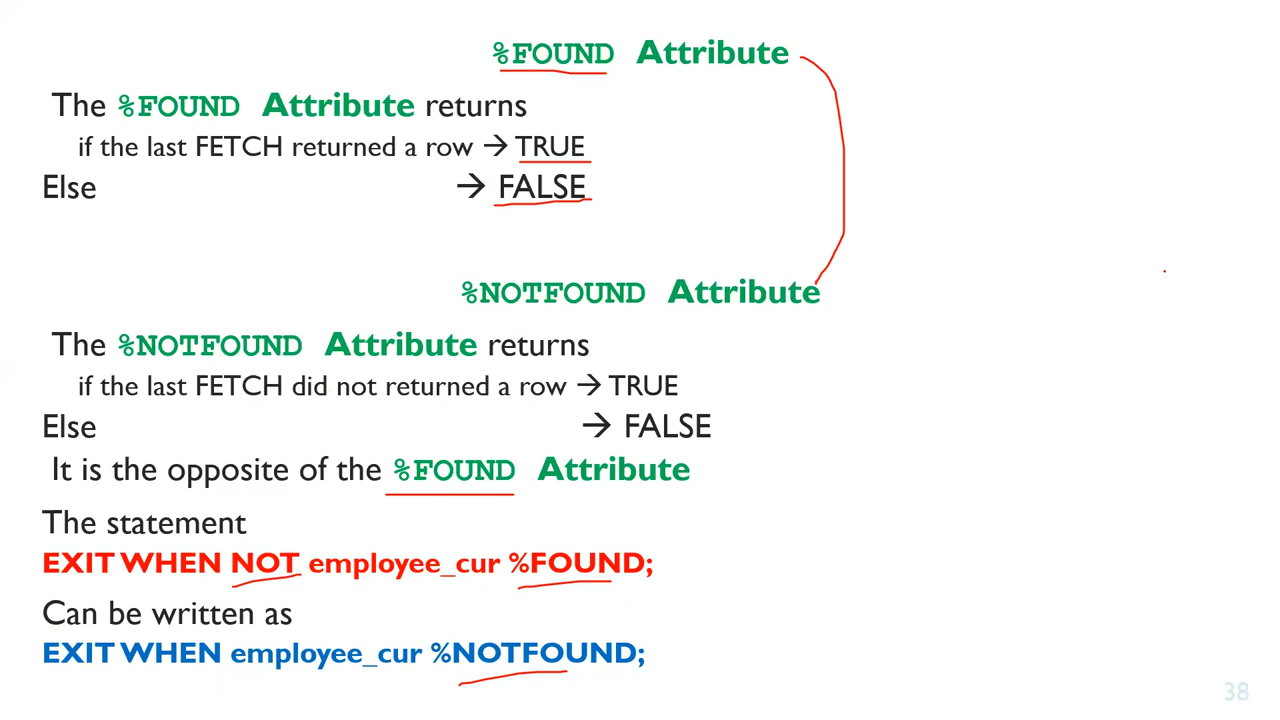 %FOUND Attribute
The %FOUND Attribute returns
if the last FETCH returned a row → TRUE
Else → FALSE
%NOTFOUND Attribute
The %NOTFOUND Attribute returns
if the last FETCH did not returned a row → TRUE
Else → FALSE
It is the opposite of the %FOUND Attribute
The statement
EXIT WHEN NOT employee_cur %FOUND;
Can be written as
EXIT WHEN employee_cur %NOTFOUND;
38